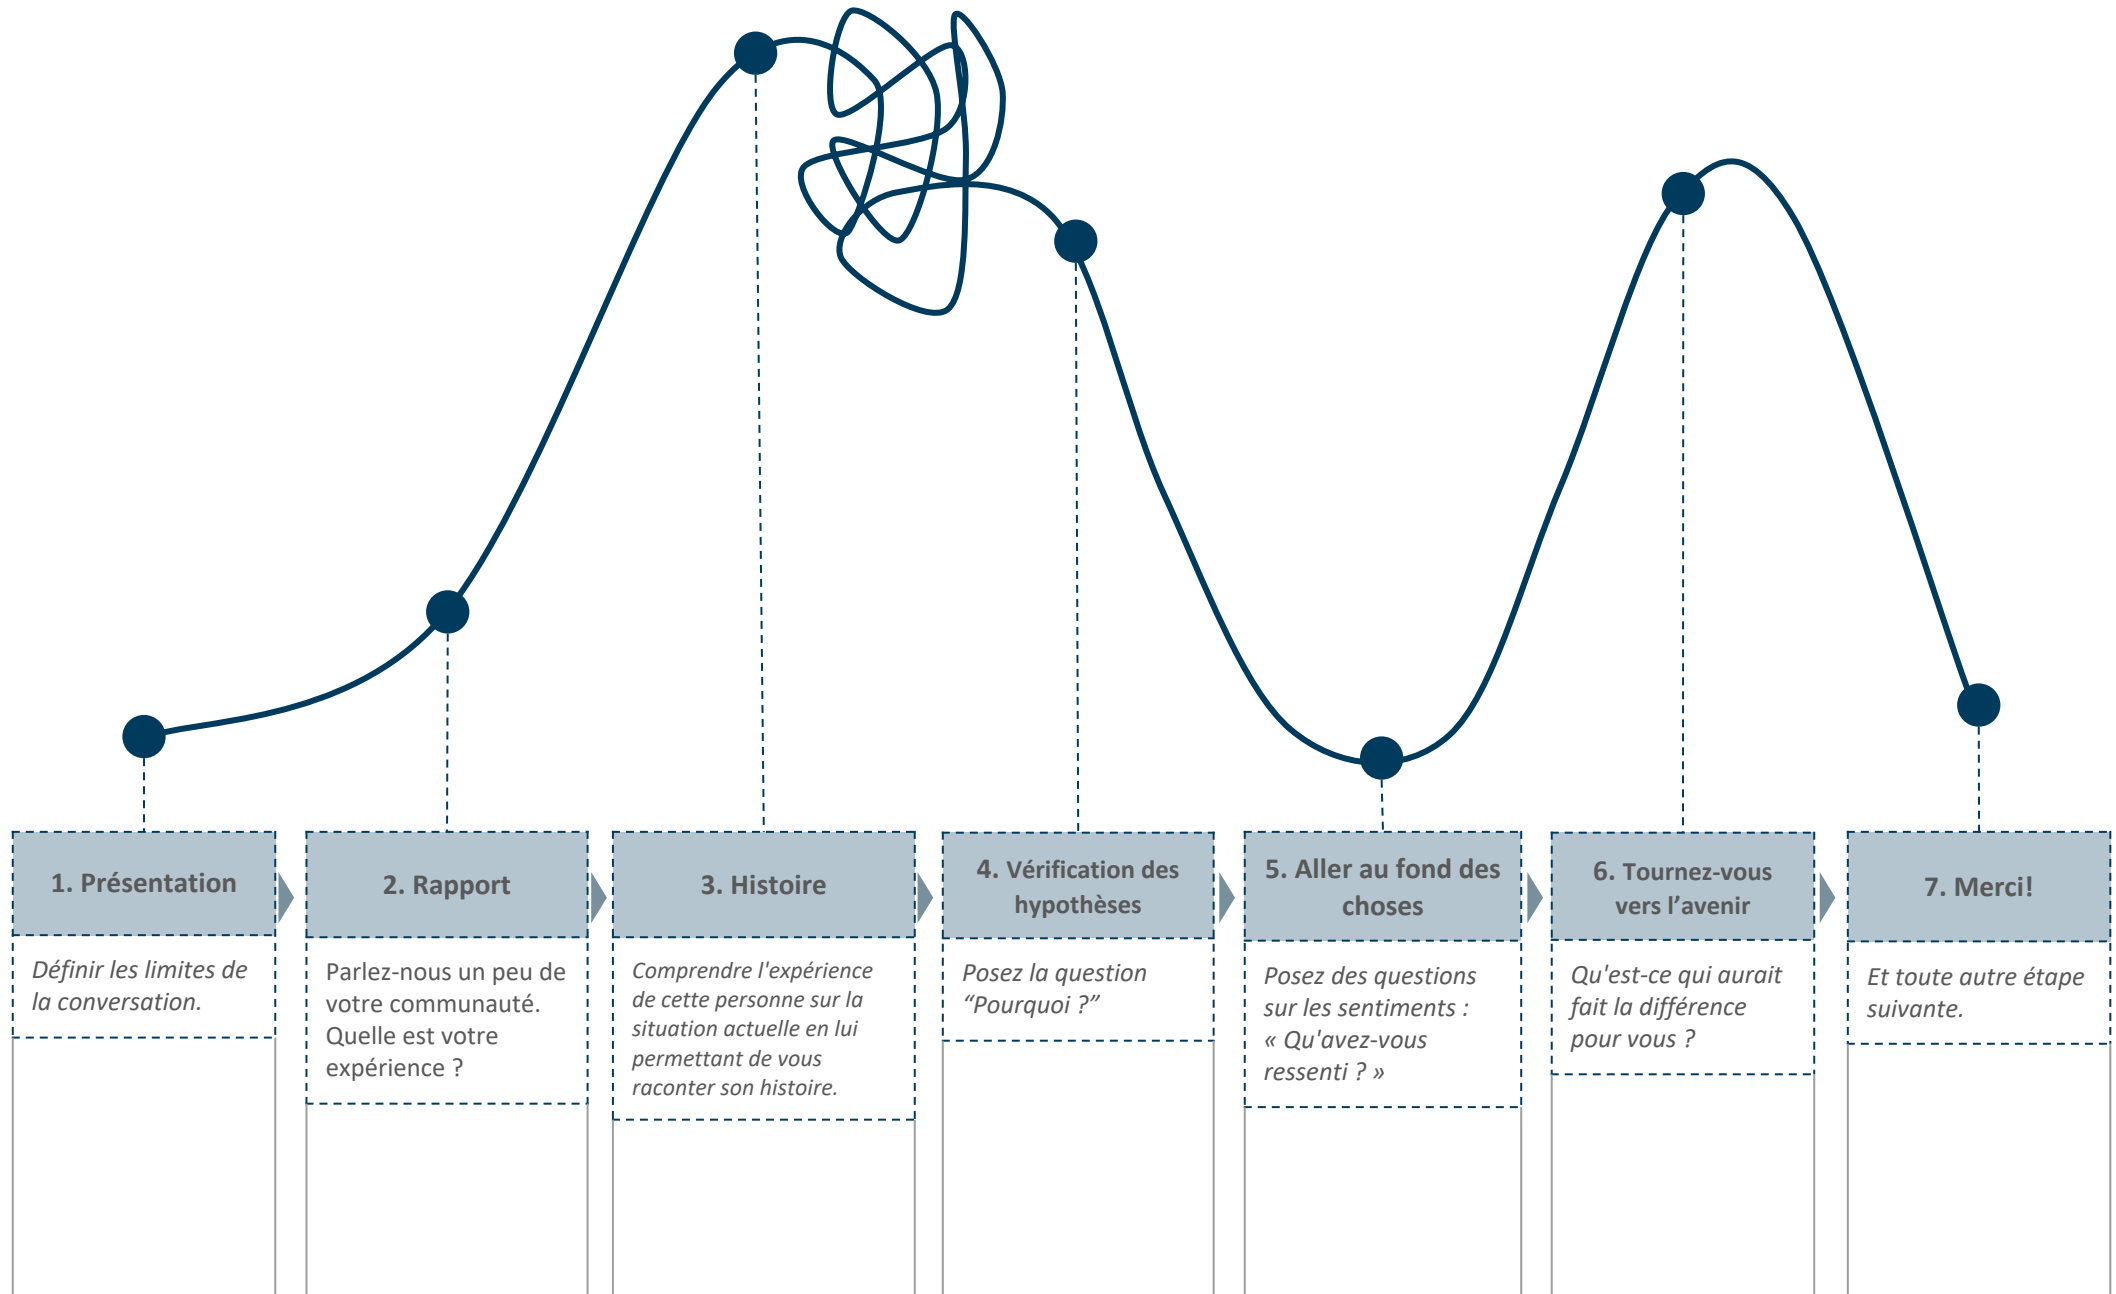 1. Présentation
Définir les limites de
la conversation.
2. Rapport
Parlez-nous un peu de
votre communauté.
Quelle est votre
expérience ?
3. Histoire
Comprendre l'expérience
de cette personne sur la
situation actuelle en lui
permettant de vous
raconter son histoire.
4. Vérification des
hypothèses
Posez la question
“Pourquoi ?”
5. Aller au fond des
choses
Posez des questions
sur les sentiments :
« Qu'avez-vous
ressenti ? »
6. Tournez-vous
vers l’avenir
Qu'est-ce qui aurait
fait la différence
pour vous ?
7. Merci!
Et toute autre étape
suivante.